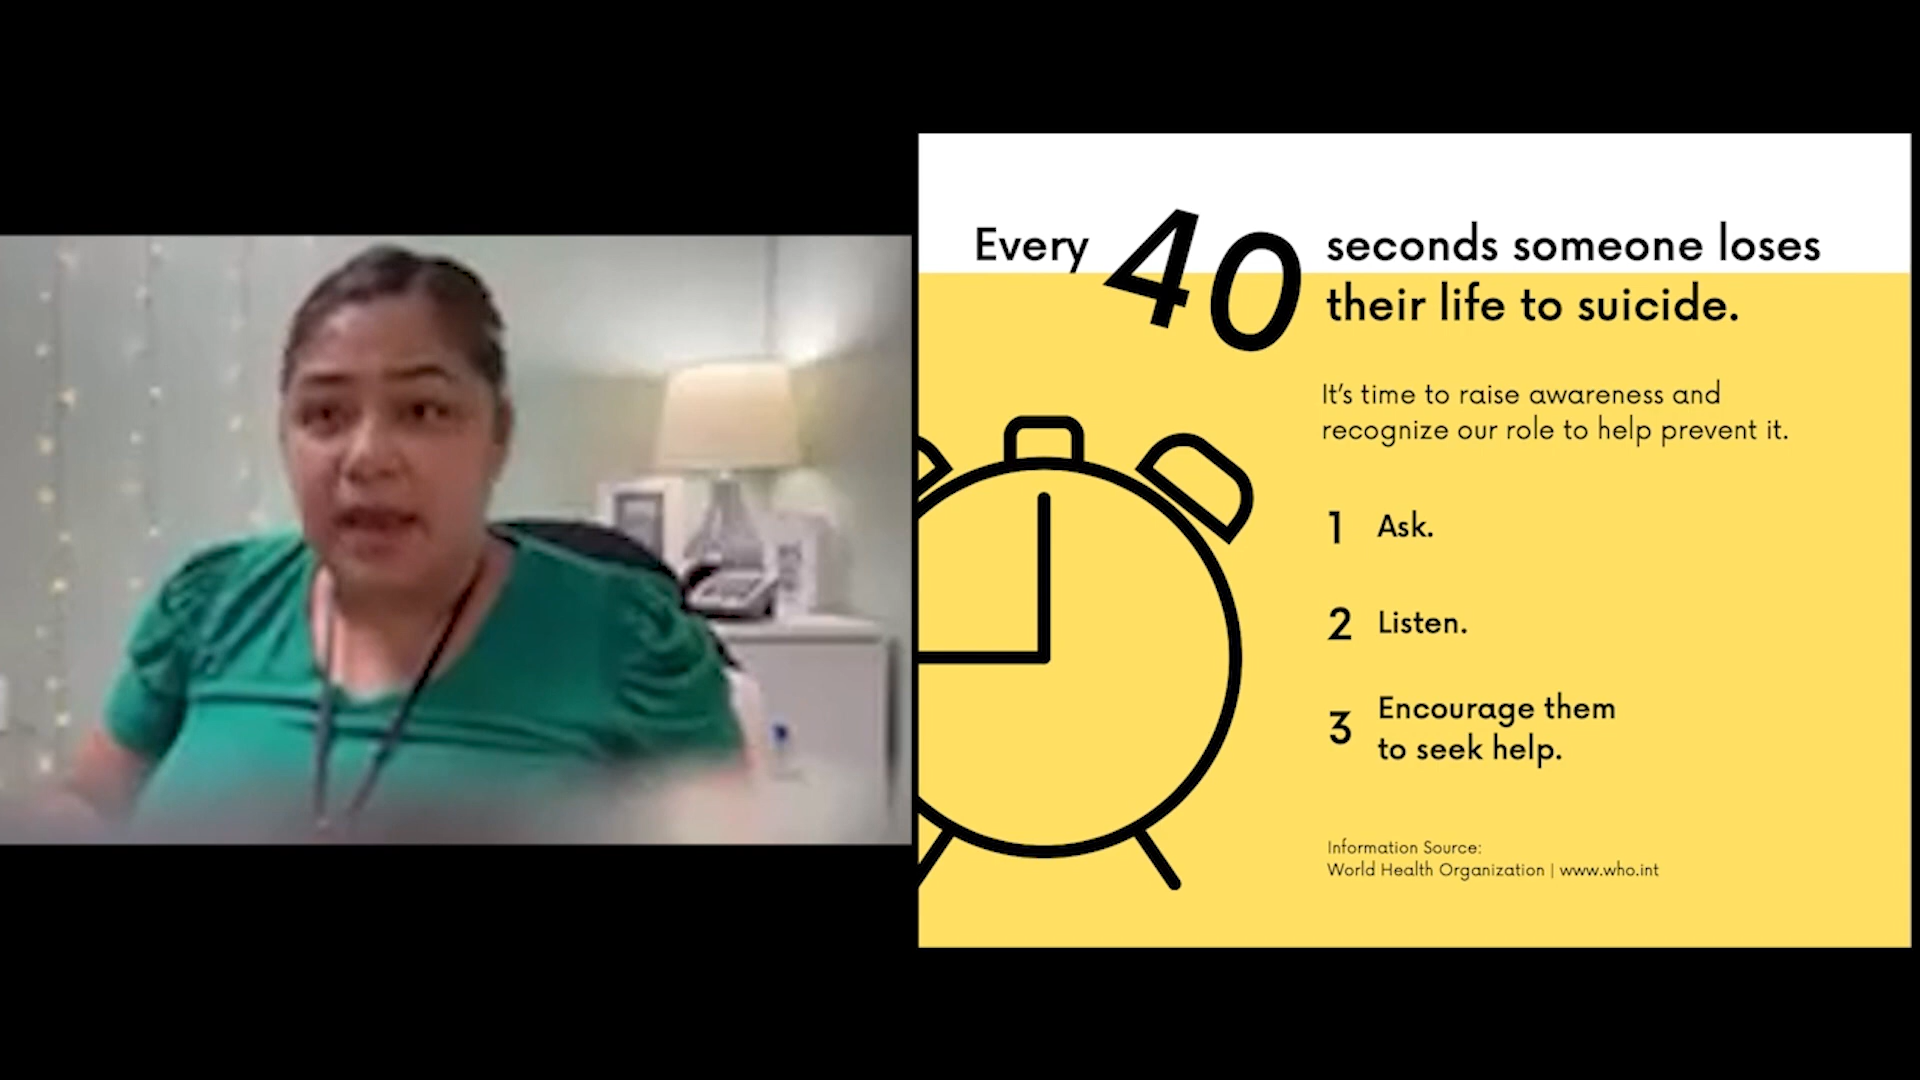 Every 40 seconds someone loses
their life to suicide.
It's time to raise awareness and
recognize our role to help prevent it.
1 Ask.
2 Listen.
3 Encourage them
to seek help.
Information Source:
World Health Organization | www.who.int